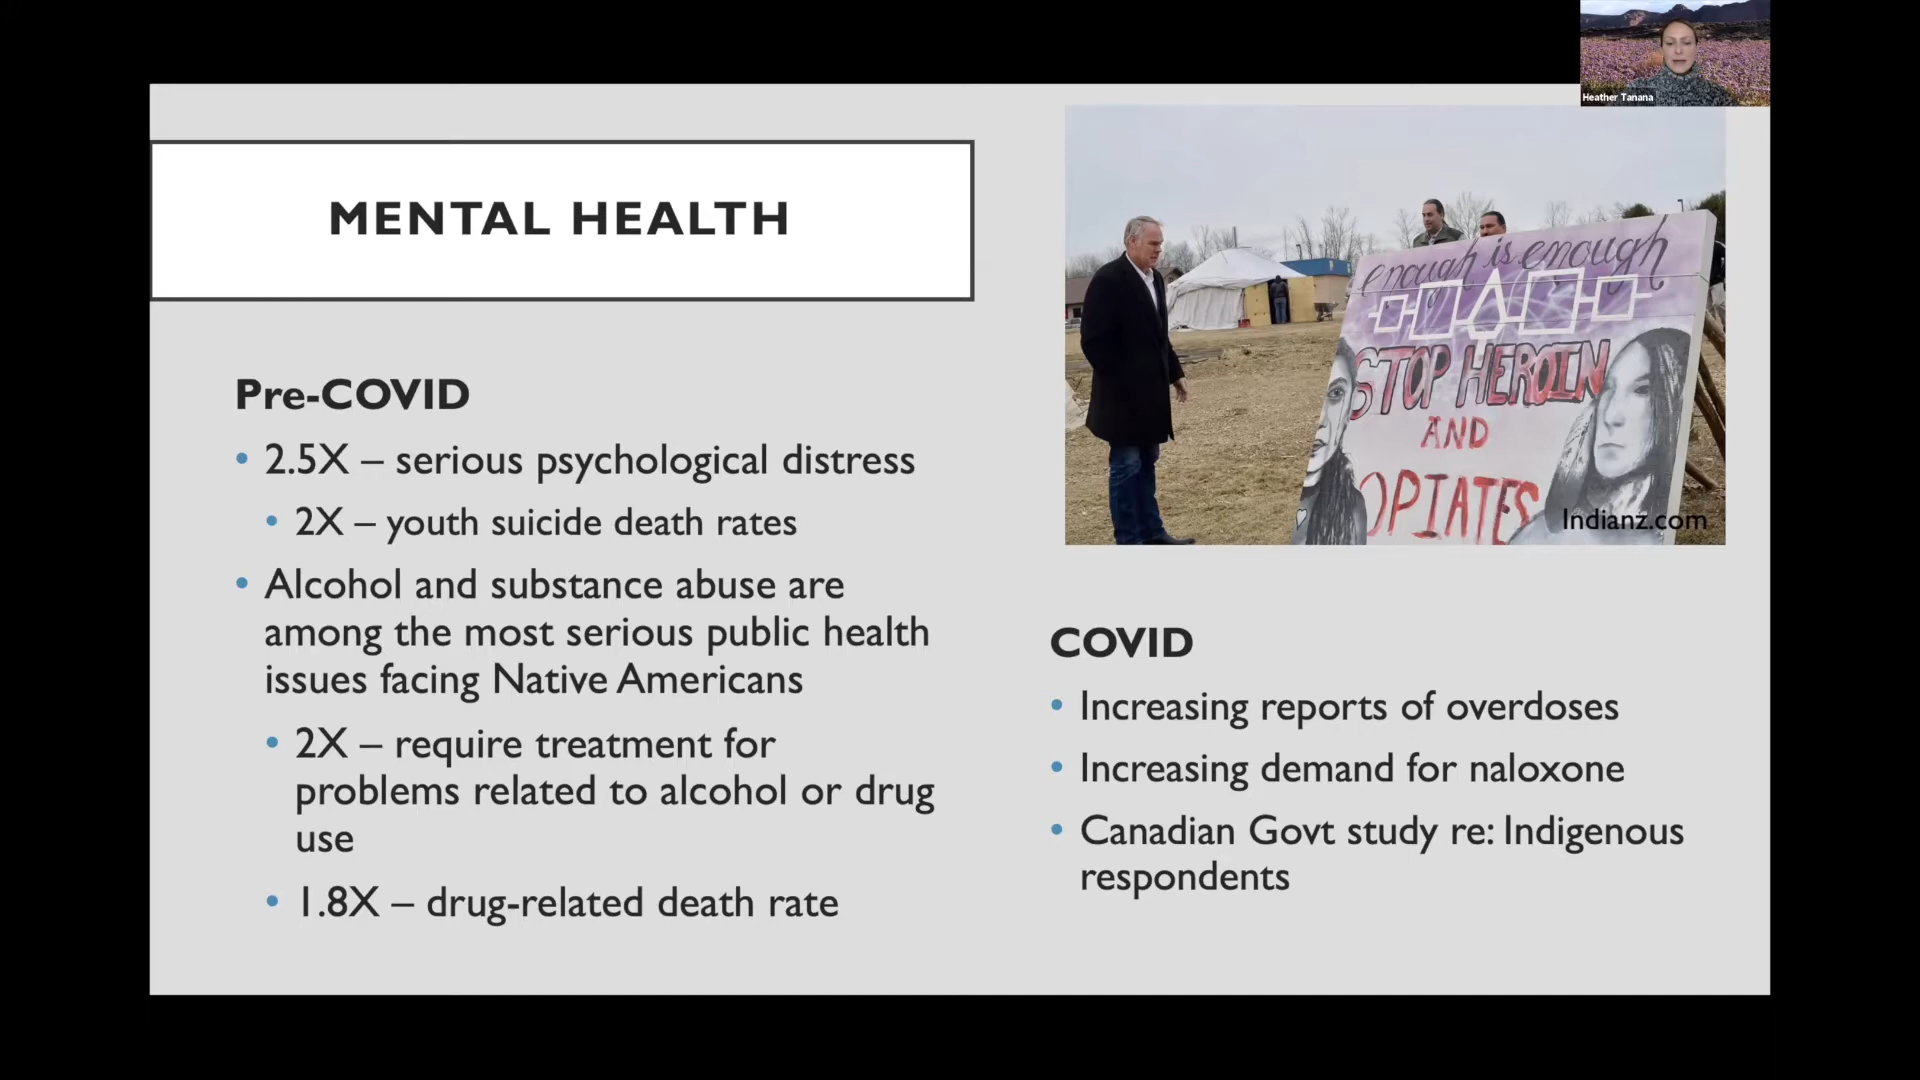 Heather Tanana
MENTAL HEALTH
Pre-COVID
• 2.5X – serious psychological distress
• 2X – youth suicide death rates
• Alcohol and substance abuse are
among the most serious public health
issues facing Native Americans
• 2X – require treatment for
problems related to alcohol or drug
use
• 1.8X – drug-related death rate
enough is enough
STOP HEROIN
AND
OPIATES
Indianz.com
COVID
• Increasing reports of overdoses
• Increasing demand for naloxone
• Canadian Govt study re: Indigenous
respondents